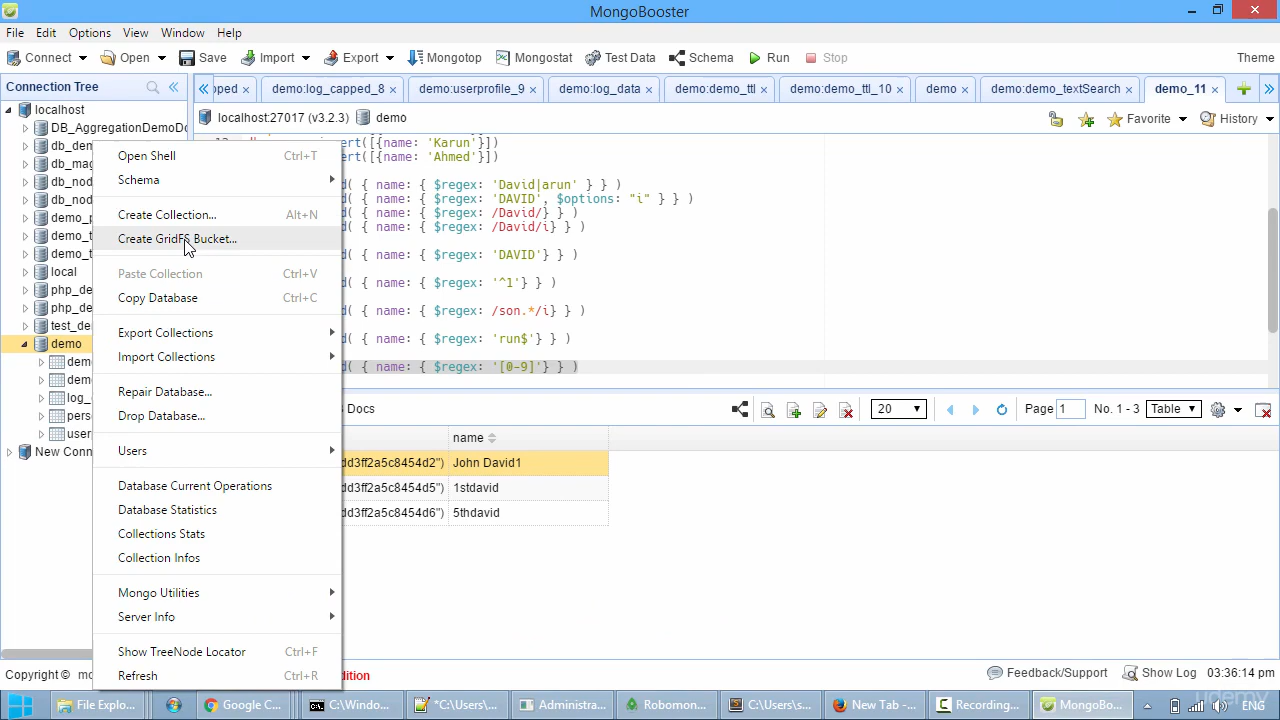 MongoBooster
File Edit Options View Window Help
Connect Open Save Import Export Mongotop Mongostat Test Data Schema Run Stop Theme
Connection Tree
pped demo:log_capped_8 demo:userprofile_9 demo:log_data demo:demo_ttl demo:demo_ttl_10 demo demo:demo_textSearch demo_11
localhost:27017 (v3.2.3) demo Favorite History
localhost
DB_AggregationDemoDo
db_dem
db_mag
db_nod
db_nod
demo_p
demo_t
demo_t
local
php_de
php_de
test_de
demo
dem
dem
log_
pers
user
New Conn
Open Shell Ctrl+T
Schema
Create Collection... Alt+N
Create GridFS Bucket...
Paste Collection Ctrl+V
Copy Database Ctrl+C
Export Collections
Import Collections
Repair Database...
Drop Database...
Users
Database Current Operations
Database Statistics
Collections Stats
Collection Infos
Mongo Utilities
Server Info
Show TreeNode Locator Ctrl+F
Refresh Ctrl+R
ert([{name: 'Karun'}])
ert([{name: 'Ahmed'}])
d( { name: { $regex: 'David|arun' } } )
d( { name: { $regex: 'DAVID', $options: "i" } } )
d( { name: { $regex: /David/} } )
d( { name: { $regex: /David/i} } )
d( { name: { $regex: 'DAVID'} } )
d( { name: { $regex: '^1'} } )
d( { name: { $regex: /son.*/i} } )
d( { name: { $regex: 'run$'} } )
d( { name: { $regex: '[0-9]'} } )
Docs 20 Page 1 No. 1 - 3 Table
name
dd3ff2a5c8454d2") John David1
dd3ff2a5c8454d5") 1stdavid
dd3ff2a5c8454d6") 5thdavid
Copyright © mo dition Feedback/Support Show Log 03:36:14 pm
udemy
File Explo... Google C... C:\Windo... "C:\Users\... Administra... Robomon... C:\Users\s... New Tab -... Recording... MongoBo... ENG